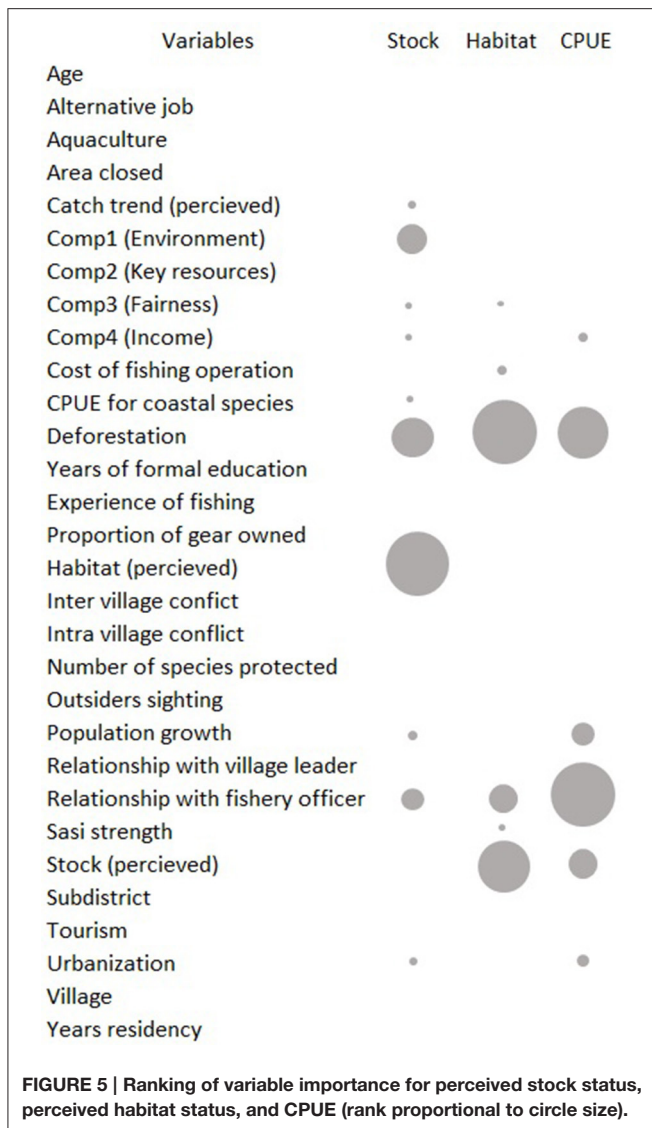 Variables Stock Habitat CPUE
Age
Alternative job
Aquaculture
Area closed
Catch trend (percieved)
Comp1 (Environment)
Comp2 (Key resources)
Comp3 (Fairness)
Comp4 (Income)
Cost of fishing operation
CPUE for coastal species
Deforestation
Years of formal education
Experience of fishing
Proportion of gear owned
Habitat (percieved)
Inter village confict
Intra village conflict
Number of species protected
Outsiders sighting
Population growth
Relationship with village leader
Relationship with fishery officer
Sasi strength
Stock (percieved)
Subdistrict
Tourism
Urbanization
Village
Years residency
FIGURE 5 | Ranking of variable importance for perceived stock status,
perceived habitat status, and CPUE (rank proportional to circle size).